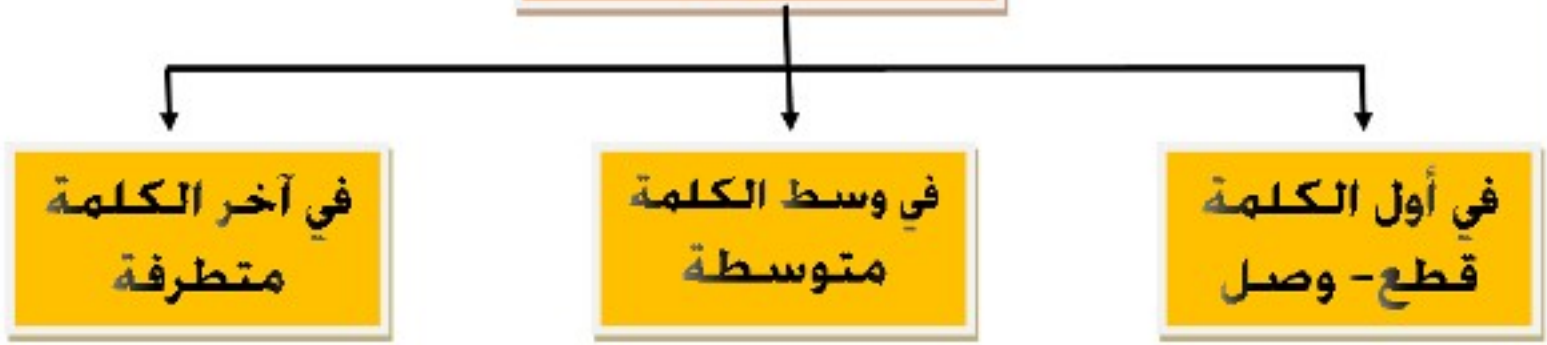 في أول الكلمة
قطع - وصل
في وسط الكلمة
متوسطة
في آخر الكلمة
متطرفة